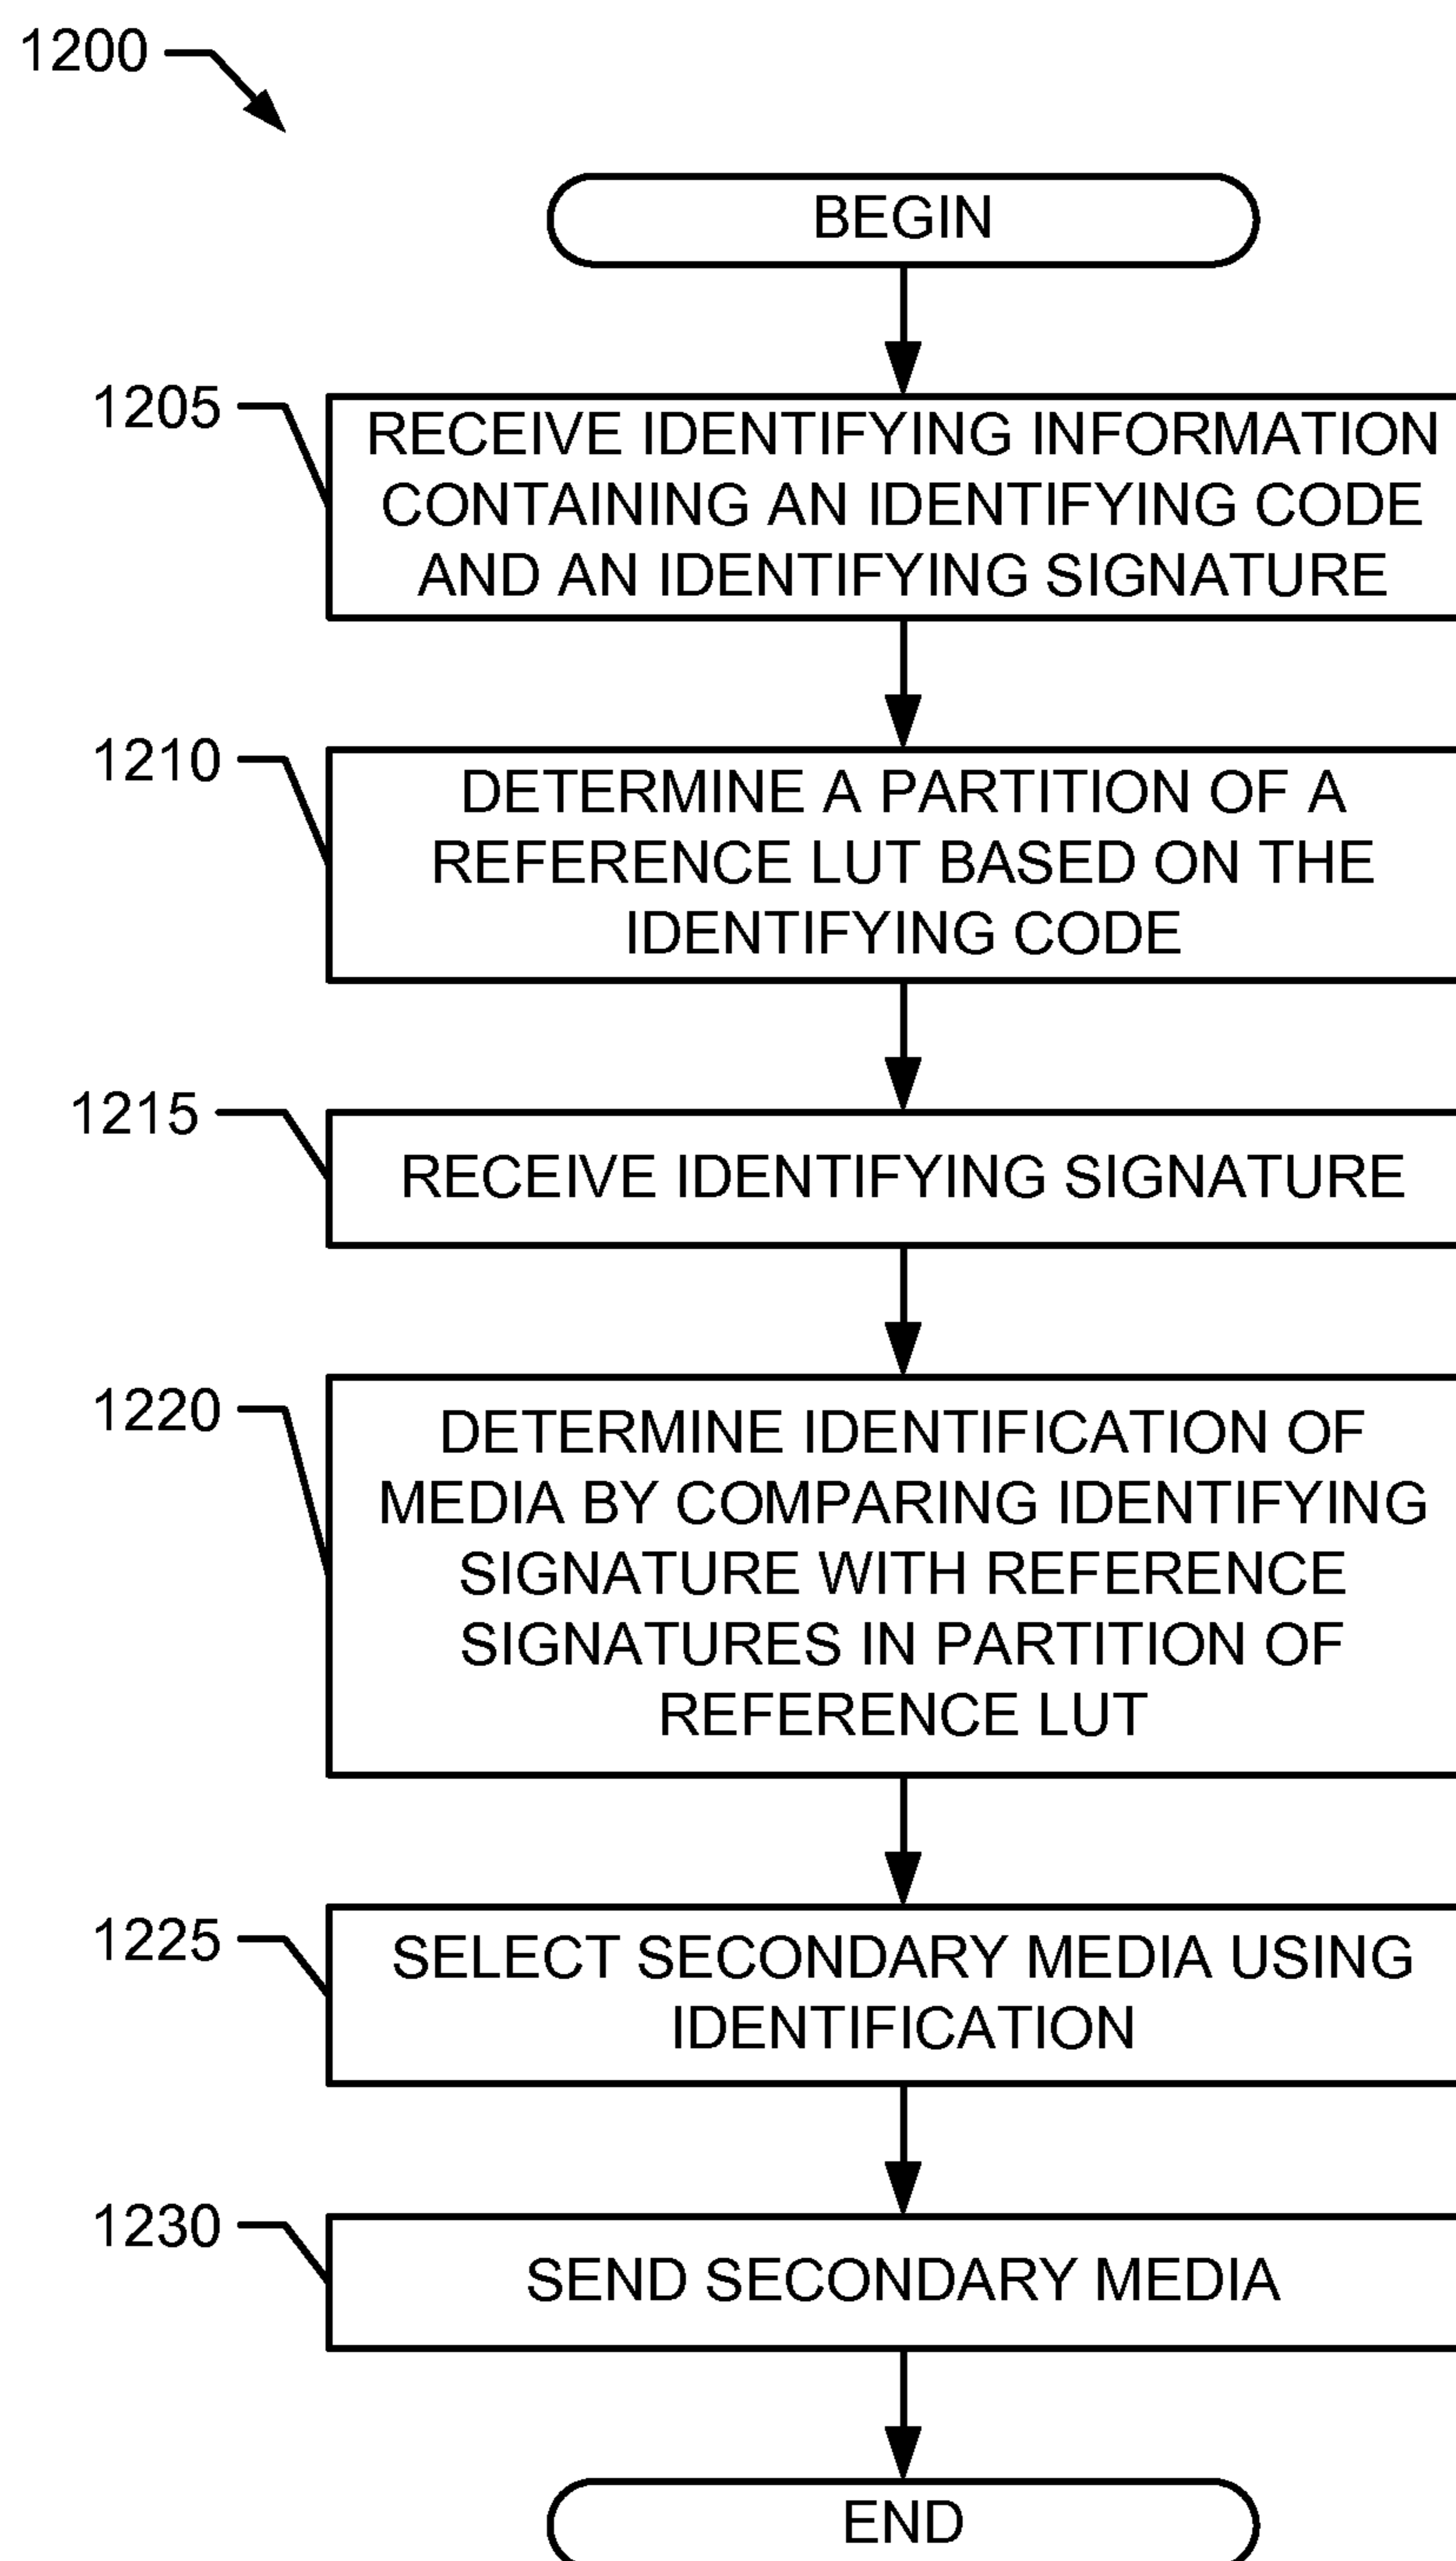 1200
BEGIN
1205
RECEIVE IDENTIFYING INFORMATION
CONTAINING AN IDENTIFYING CODE
AND AN IDENTIFYING SIGNATURE
1210
DETERMINE A PARTITION OF A
REFERENCE LUT BASED ON THE
IDENTIFYING CODE
1215
RECEIVE IDENTIFYING SIGNATURE
1220
DETERMINE IDENTIFICATION OF
MEDIA BY COMPARING IDENTIFYING
SIGNATURE WITH REFERENCE
SIGNATURES IN PARTITION OF
REFERENCE LUT
1225
SELECT SECONDARY MEDIA USING
IDENTIFICATION
1230
SEND SECONDARY MEDIA
END